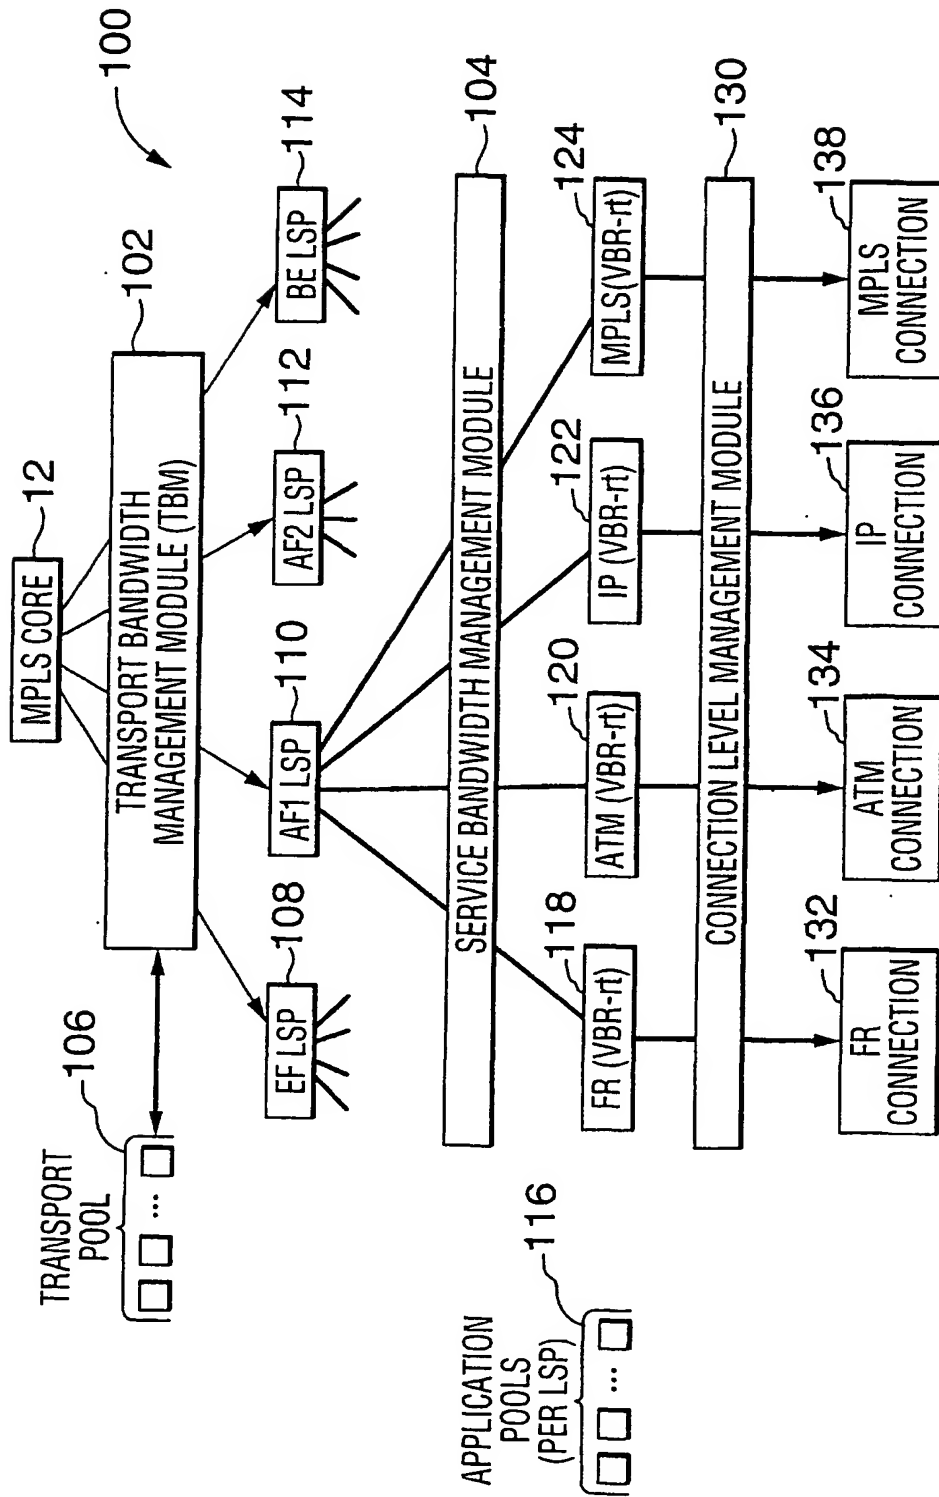 100
MPLS CORE
12
TRANSPORT
POOL
106
...
TRANSPORT BANDWIDTH
MANAGEMENT MODULE (TBM)
102
EF LSP
108
AF1 LSP
110
AF2 LSP
112
BE LSP
114
SERVICE BANDWIDTH MANAGEMENT MODULE
104
APPLICATION
POOLS
(PER LSP)
116
...
FR (VBR-rt)
118
ATM (VBR-rt)
120
IP (VBR-rt)
122
MPLS(VBR-rt)
124
CONNECTION LEVEL MANAGEMENT MODULE
130
FR
CONNECTION
132
ATM
CONNECTION
134
IP
CONNECTION
136
MPLS
CONNECTION
138